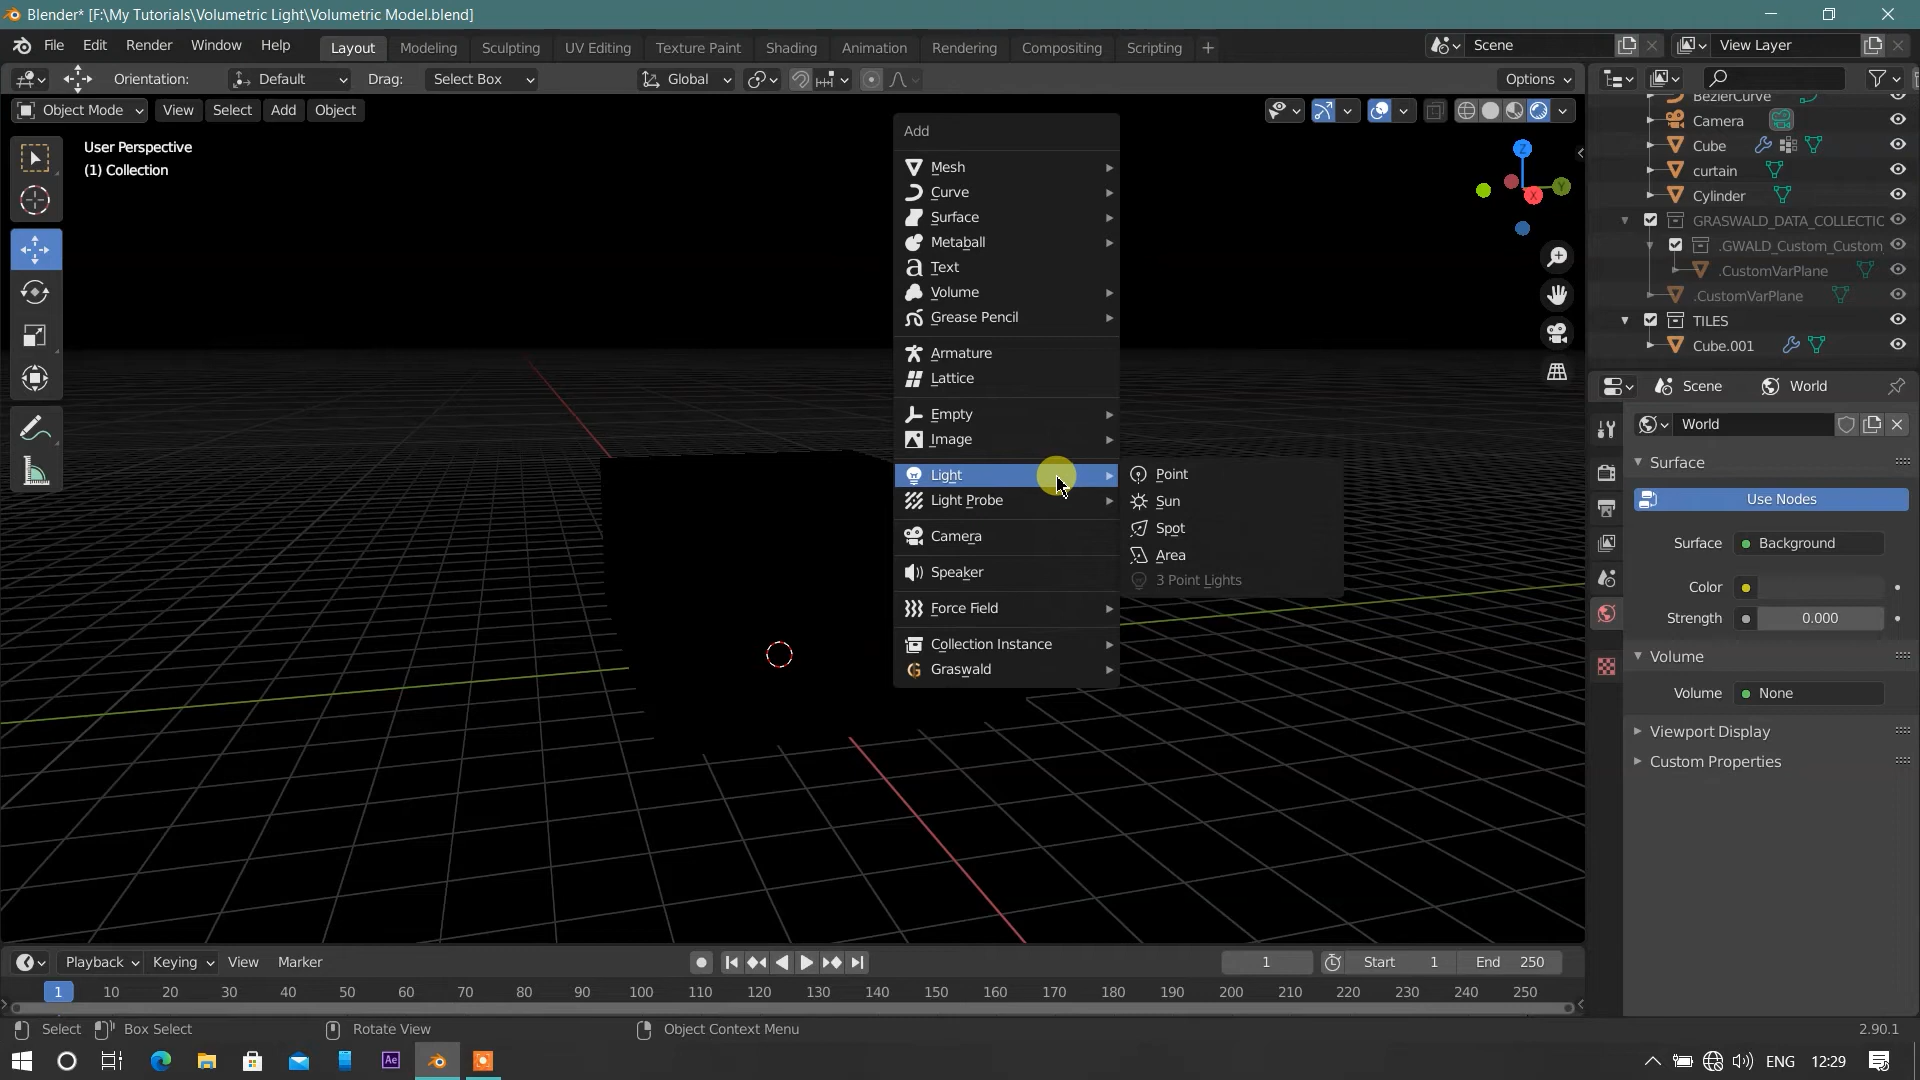 Blender* [F:\My Tutorials\Volumetric Light\Volumetric Model.blend]
File Edit Render Window Help Layout Modeling Sculpting UV Editing Texture Paint Shading Animation Rendering Compositing Scripting + Scene View Layer
Orientation: Default Drag: Select Box Global Options
Object Mode View Select Add Object
User Perspective
(1) Collection
Add
Mesh
Curve
Surface
Metaball
Text
Volume
Grease Pencil
Armature
Lattice
Empty
Image
Light
Light Probe
Camera
Speaker
Force Field
Collection Instance
Graswald
Point
Sun
Spot
Area
3 Point Lights
Z
Y
X
BezierCurve
Camera
Cube
curtain
Cylinder
GRASWALD_DATA_COLLECTIC
.GWALD_Custom_Custom
.CustomVarPlane
.CustomVarPlane
TILES
Cube.001
Scene World
World
Surface
Use Nodes
Surface Background
Color
Strength 0.000
Volume
Volume None
Viewport Display
Custom Properties
Playback Keying View Marker 1 Start 1 End 250
1 10 20 30 40 50 60 70 80 90 100 110 120 130 140 150 160 170 180 190 200 210 220 230 240 250
Select Box Select Rotate View Object Context Menu 2.90.1
Ae ENG 12:29